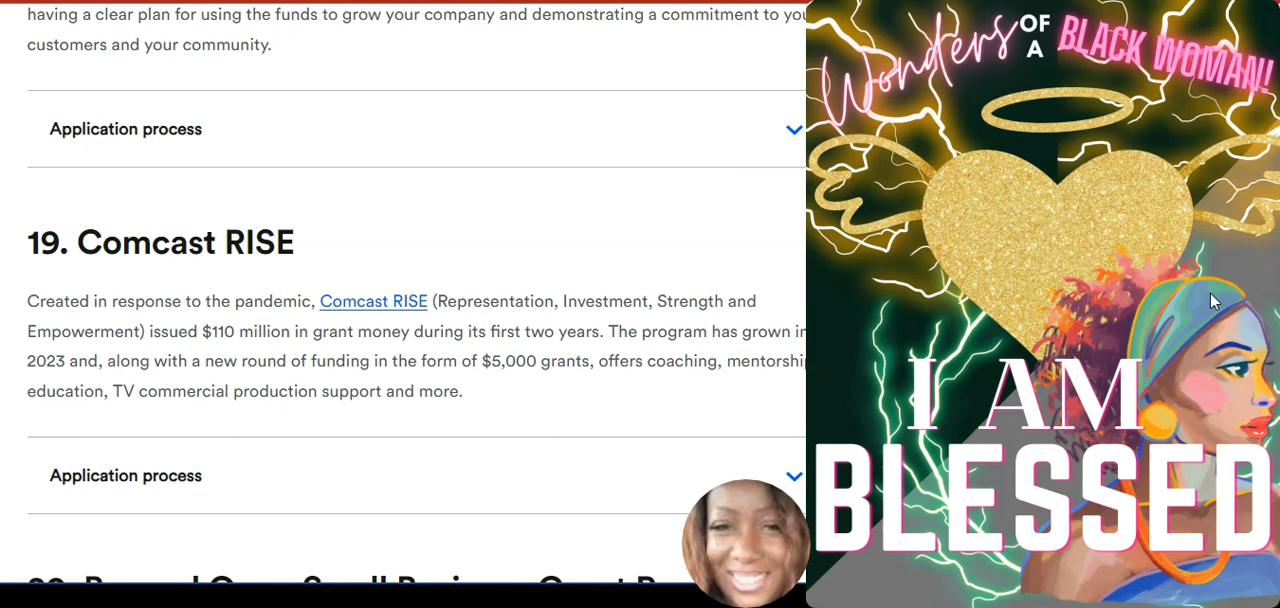 having a clear plan for using the funds to grow your company and demonstrating a commitment to you
customers and your community.
Application process
19. Comcast RISE
Created in response to the pandemic, Comcast RISE (Representation, Investment, Strength and
Empowerment) issued $110 million in grant money during its first two years. The program has grown in
2023 and, along with a new round of funding in the form of $5,000 grants, offers coaching, mentorship
education, TV commercial production support and more.
Application process
Wonders OF A BLACK WOMAN!
I AM
BLESSED